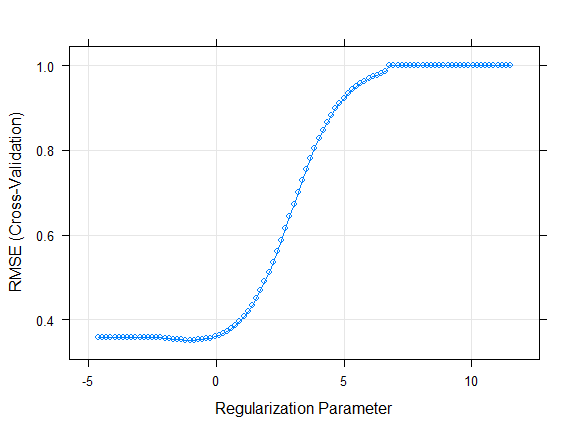 RMSE (Cross-Validation)
1.0
0.8
0.6
0.4
-5 0 5 10
Regularization Parameter